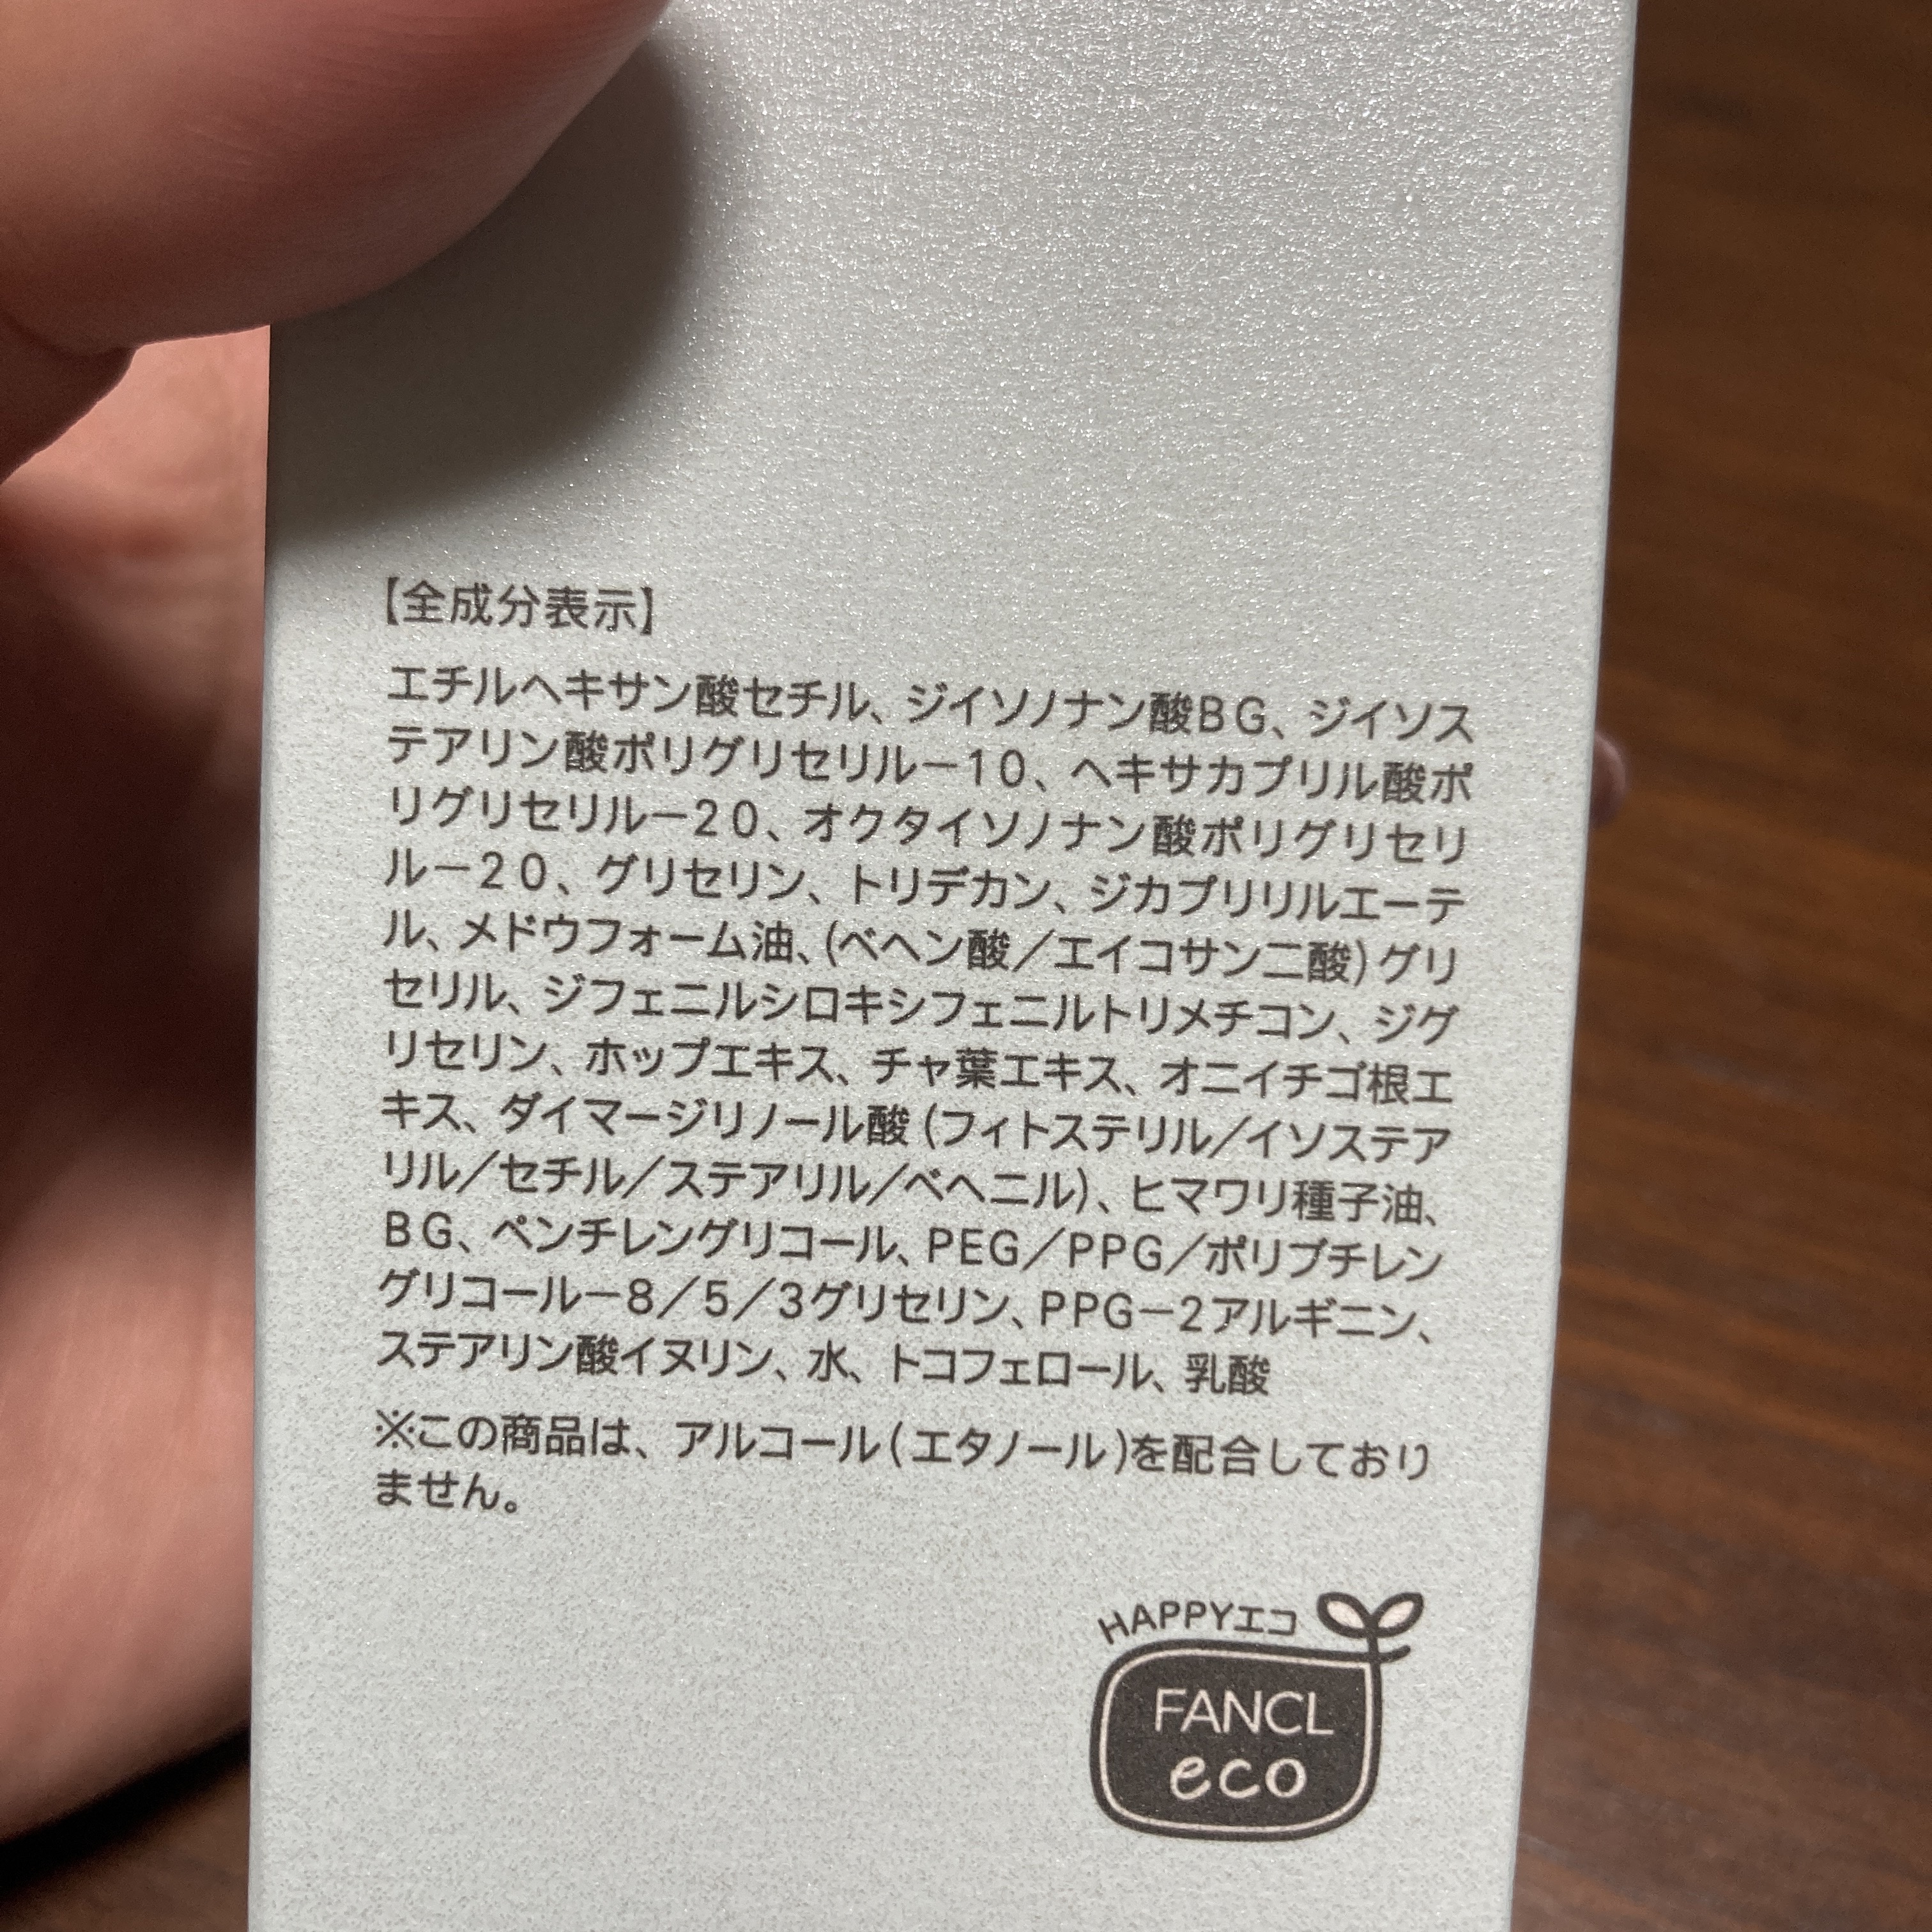 【全成分表示】
エチルヘキサン酸セチル、ジイソノナン酸BG、ジイソス
テアリン酸ポリグリセリル－10、ヘキサカプリル酸ポ
リグリセリル－20、オクタイソノナン酸ポリグリセリ
ル－20、グリセリン、トリデカン、ジカプリリルエーテ
ル、メドウフォーム油、(ベヘン酸／エイコサン二酸)グリ
セリル、ジフェニルシロキシフェニルトリメチコン、ジグ
リセリン、ホップエキス、チャ葉エキス、オニイチゴ根エ
キス、ダイマージリノール酸(フィトステリル／イソステア
リル／セチル／ステアリル／ベヘニル)、ヒマワリ種子油、
BG、ペンチレングリコール、PEG／PPG／ポリブチレン
グリコール－8／5／3グリセリン、PPG－2アルギニン、
ステアリン酸イヌリン、水、トコフェロール、乳酸
※この商品は、アルコール(エタノール)を配合しており
ません。
HAPPYエコ
FANCL
eco